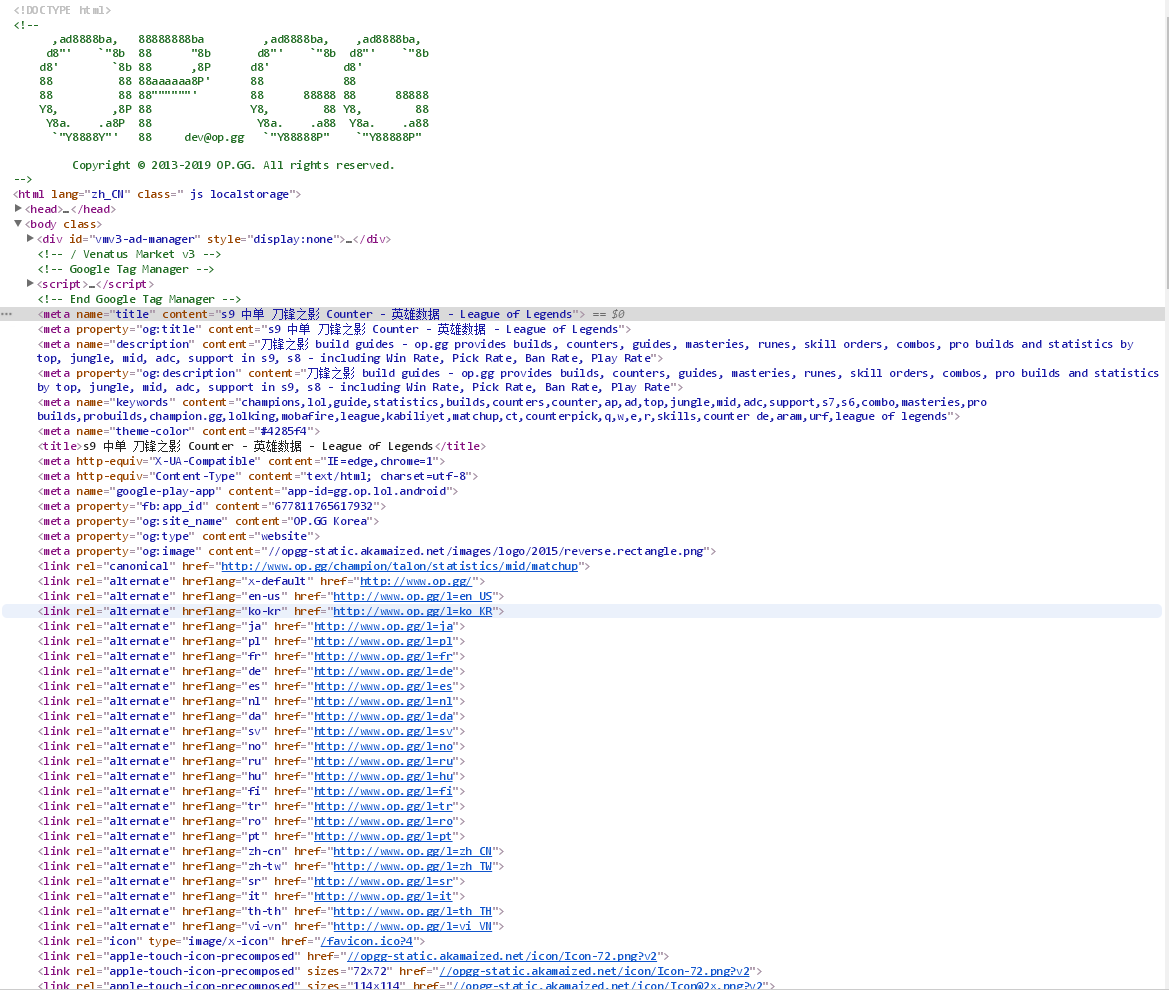 <!DOCTYPE html>
<!--
      ,ad8888ba,   88888888ba         ,ad8888ba,    ,ad8888ba,
     d8"'    `"8b  88      "8b       d8"'    `"8b  d8"'    `"8b
    d8'        `8b 88      ,8P      d8'           d8'
    88          88 88aaaaaa8P'      88            88
    88          88 88""""""'        88      88888 88      88888
    Y8,        ,8P 88               Y8,        88 Y8,        88
     Y8a.    .a8P  88                Y8a.    .a88  Y8a.    .a88
      `"Y8888Y"'   88     dev@op.gg   `"Y88888P"    `"Y88888P"
Copyright © 2013-2019 OP.GG. All rights reserved.
-->
<html lang="zh_CN" class=" js localstorage">
▶<head>…</head>
▼<body class>
▶<div id="vmv3-ad-manager" style="display:none">…</div>
<!-- / Venatus Market v3 -->
<!-- Google Tag Manager -->
▶<script>…</script>
<!-- End Google Tag Manager -->
<meta name="title" content="s9 中单 刀锋之影 Counter - 英雄数据 - League of Legends"> == $0
<meta property="og:title" content="s9 中单 刀锋之影 Counter - 英雄数据 - League of Legends">
<meta name="description" content="刀锋之影 build guides - op.gg provides builds, counters, guides, masteries, runes, skill orders, combos, pro builds and statistics by
top, jungle, mid, adc, support in s9, s8 - including Win Rate, Pick Rate, Ban Rate, Play Rate">
<meta property="og:description" content="刀锋之影 build guides - op.gg provides builds, counters, guides, masteries, runes, skill orders, combos, pro builds and statistics
by top, jungle, mid, adc, support in s9, s8 - including Win Rate, Pick Rate, Ban Rate, Play Rate">
<meta name="keywords" content="champions,lol,guide,statistics,builds,counters,counter,ap,ad,top,jungle,mid,adc,support,s7,s6,combo,masteries,pro
builds,probuilds,champion.gg,lolking,mobafire,league,kabiliyet,matchup,ct,counterpick,q,w,e,r,skills,counter de,aram,urf,league of legends">
<meta name="theme-color" content="#4285f4">
<title>s9 中单 刀锋之影 Counter - 英雄数据 - League of Legends</title>
<meta http-equiv="X-UA-Compatible" content="IE=edge,chrome=1">
<meta http-equiv="Content-Type" content="text/html; charset=utf-8">
<meta name="google-play-app" content="app-id=gg.op.lol.android">
<meta property="fb:app_id" content="677811765617932">
<meta property="og:site_name" content="OP.GG Korea">
<meta property="og:type" content="website">
<meta property="og:image" content="//opgg-static.akamaized.net/images/logo/2015/reverse.rectangle.png">
<link rel="canonical" href="http://www.op.gg/champion/talon/statistics/mid/matchup">
<link rel="alternate" hreflang="x-default" href="http://www.op.gg/">
<link rel="alternate" hreflang="en-us" href="http://www.op.gg/l=en_US">
<link rel="alternate" hreflang="ko-kr" href="http://www.op.gg/l=ko_KR">
<link rel="alternate" hreflang="ja" href="http://www.op.gg/l=ja">
<link rel="alternate" hreflang="pl" href="http://www.op.gg/l=pl">
<link rel="alternate" hreflang="fr" href="http://www.op.gg/l=fr">
<link rel="alternate" hreflang="de" href="http://www.op.gg/l=de">
<link rel="alternate" hreflang="es" href="http://www.op.gg/l=es">
<link rel="alternate" hreflang="nl" href="http://www.op.gg/l=nl">
<link rel="alternate" hreflang="da" href="http://www.op.gg/l=da">
<link rel="alternate" hreflang="sv" href="http://www.op.gg/l=sv">
<link rel="alternate" hreflang="no" href="http://www.op.gg/l=no">
<link rel="alternate" hreflang="ru" href="http://www.op.gg/l=ru">
<link rel="alternate" hreflang="hu" href="http://www.op.gg/l=hu">
<link rel="alternate" hreflang="fi" href="http://www.op.gg/l=fi">
<link rel="alternate" hreflang="tr" href="http://www.op.gg/l=tr">
<link rel="alternate" hreflang="ro" href="http://www.op.gg/l=ro">
<link rel="alternate" hreflang="pt" href="http://www.op.gg/l=pt">
<link rel="alternate" hreflang="zh-cn" href="http://www.op.gg/l=zh_CN">
<link rel="alternate" hreflang="zh-tw" href="http://www.op.gg/l=zh_TW">
<link rel="alternate" hreflang="sr" href="http://www.op.gg/l=sr">
<link rel="alternate" hreflang="it" href="http://www.op.gg/l=it">
<link rel="alternate" hreflang="th-th" href="http://www.op.gg/l=th_TH">
<link rel="alternate" hreflang="vi-vn" href="http://www.op.gg/l=vi_VN">
<link rel="icon" type="image/x-icon" href="/favicon.ico?4">
<link rel="apple-touch-icon-precomposed" href="//opgg-static.akamaized.net/icon/Icon-72.png?v2">
<link rel="apple-touch-icon-precomposed" sizes="72x72" href="//opgg-static.akamaized.net/icon/Icon-72.png?v2">
<link rel="apple-touch-icon-precomposed" sizes="114x114" href="//opgg-static.akamaized.net/icon/Icon@2x.png?v2">